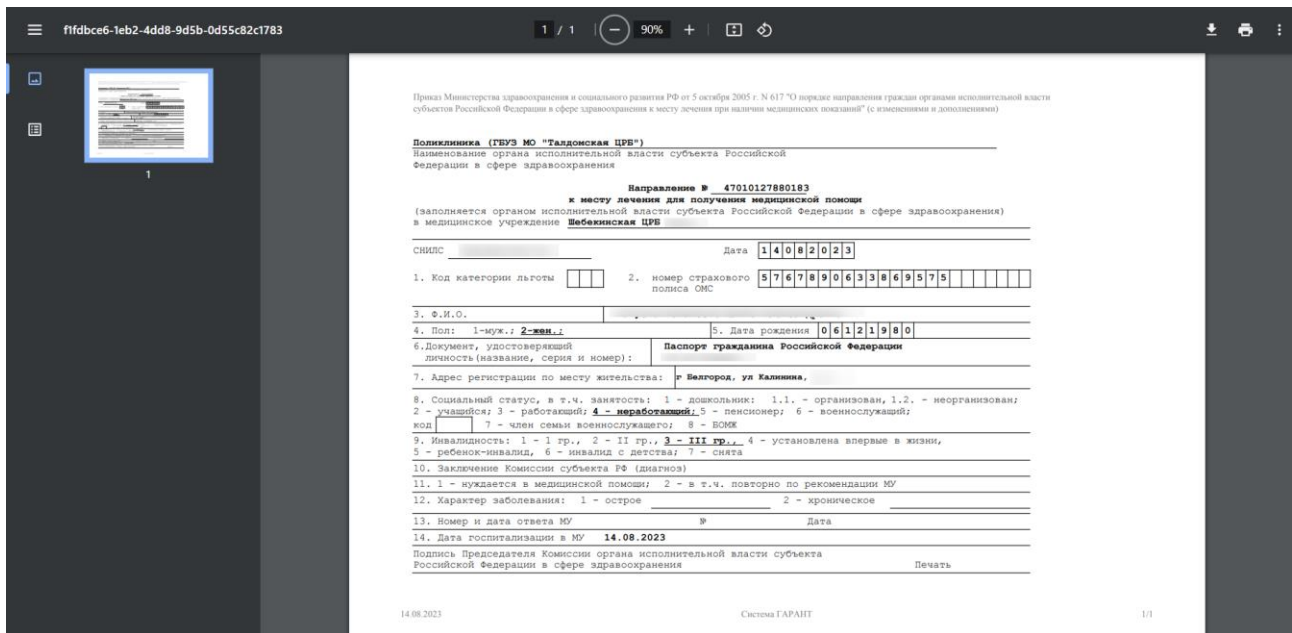 f1fdbce6-1eb2-4dd8-9d5b-0d55c82c1783
1 / 1
90%
1
Приказ Министерства здравоохранения и социального развития РФ от 5 октября 2005 г. N 617 "О порядке направления граждан органами исполнительной власти
субъектов Российской Федерации в сфере здравоохранения к месту лечения при наличии медицинских показаний" (с изменениями и дополнениями)
Поликлиника (ГБУЗ МО "Талдомская ЦРБ")
Наименование органа исполнительной власти субъекта Российской
Федерации в сфере здравоохранения
Направление № 47010127880183
к месту лечения для получения медицинской помощи
(заполняется органом исполнительной власти субъекта Российской Федерации в сфере здравоохранения)
в медицинское учреждение Шебекинская ЦРБ
СНИЛС Дата 14082023
1. Код категории льготы 2. номер страхового 5767890633869575
полиса ОМС
3. Ф.И.О.
4. Пол: 1-муж.; 2-жен.; 5. Дата рождения 06121980
6.Документ, удостоверяющий Паспорт гражданина Российской Федерации
личность(название, серия и номер):
7. Адрес регистрации по месту жительства: г Белгород, ул Калинина,
8. Социальный статус, в т.ч. занятость: 1 - дошкольник: 1.1. - организован, 1.2. - неорганизован;
2 - учащийся; 3 - работающий; 4 - неработающий; 5 - пенсионер; 6 - военнослужащий;
код 7 - член семьи военнослужащего; 8 - БОМЖ
9. Инвалидность: 1 - 1 гр., 2 - II гр., 3 - III гр., 4 - установлена впервые в жизни,
5 - ребенок-инвалид, 6 - инвалид с детства; 7 - снята
10. Заключение Комиссии субъекта РФ (диагноз)
11. 1 - нуждается в медицинской помощи; 2 - в т.ч. повторно по рекомендации МУ
12. Характер заболевания: 1 - острое 2 - хроническое
13. Номер и дата ответа МУ № Дата
14. Дата госпитализации в МУ 14.08.2023
Подпись Председателя Комиссии органа исполнительной власти субъекта
Российской Федерации в сфере здравоохранения Печать
14.08.2023 Система ГАРАНТ 1/1